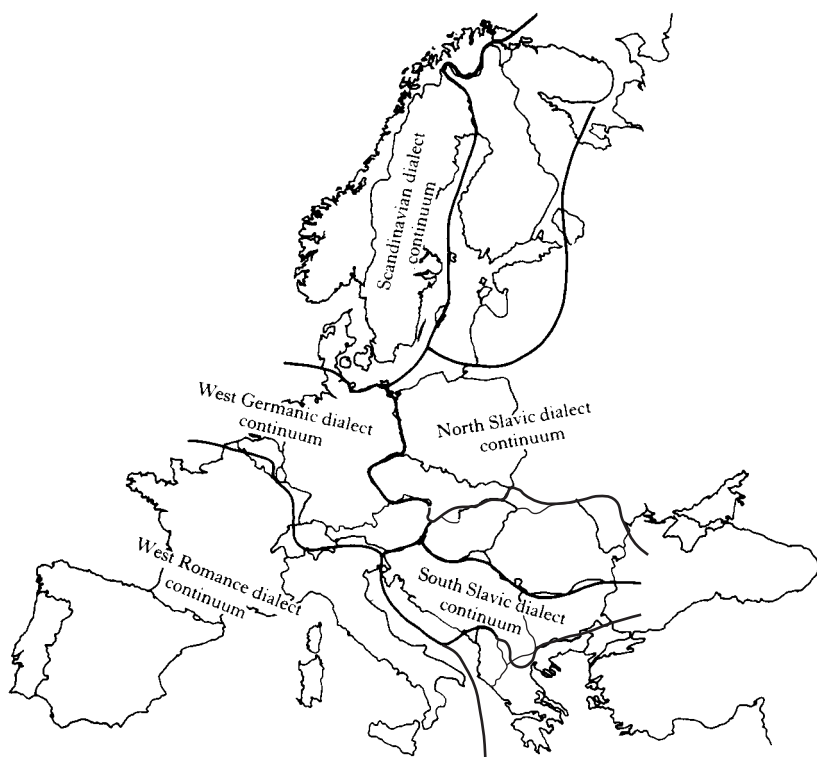 Scandinavian dialect
continuum
West Germanic dialect
continuum
North Slavic dialect
continuum
West Romance dialect
continuum
South Slavic dialect
continuum